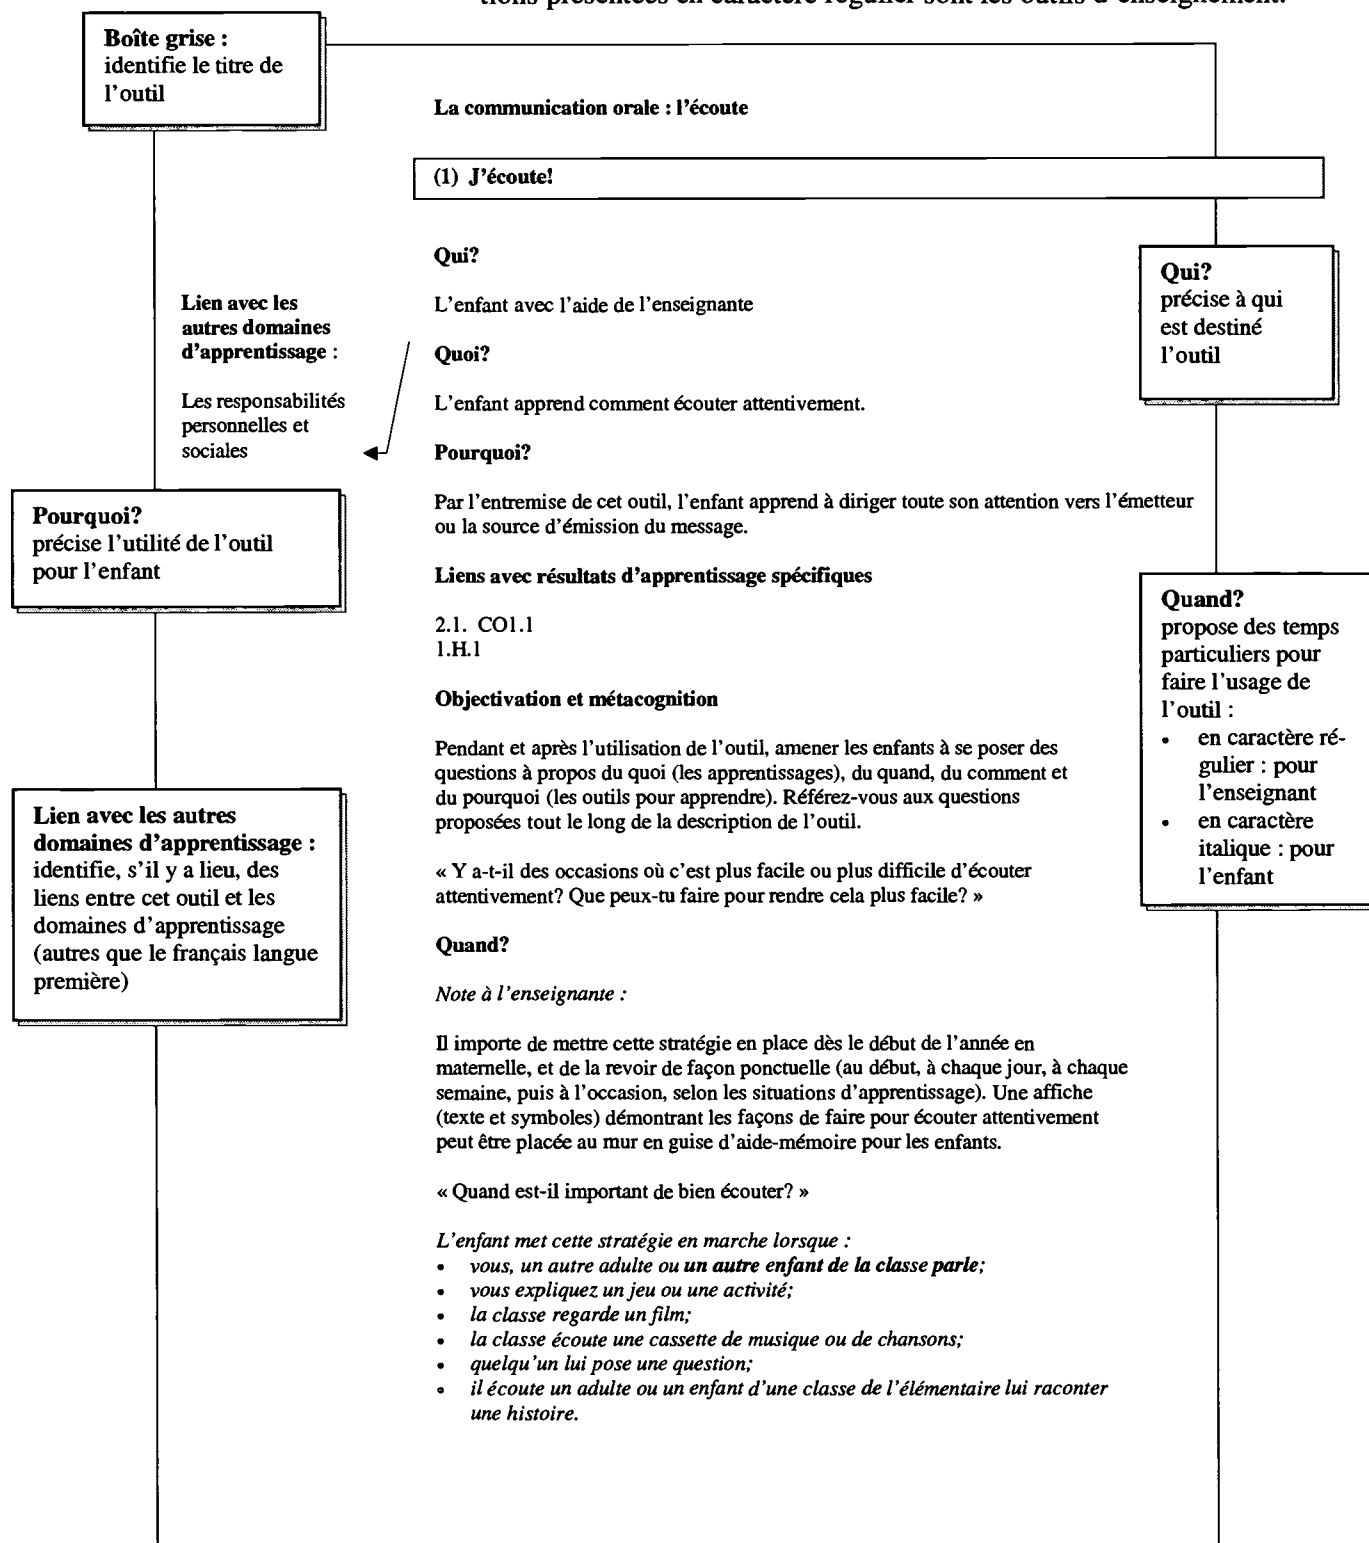 tions présentées en caractère régulier sont les outils d'enseignement.
Boîte grise :
identifie le titre de
l'outil
La communication orale : l'écoute
(1) J'écoute!
Qui?
L'enfant avec l'aide de l'enseignante
Quoi?
L'enfant apprend comment écouter attentivement.
Pourquoi?
Par l'entremise de cet outil, l'enfant apprend à diriger toute son attention vers l'émetteur
ou la source d'émission du message.
Liens avec résultats d'apprentissage spécifiques
2.1. CO1.1
1.H.1
Objectivation et métacognition
Pendant et après l'utilisation de l'outil, amener les enfants à se poser des
questions à propos du quoi (les apprentissages), du quand, du comment et
du pourquoi (les outils pour apprendre). Référez-vous aux questions
proposées tout le long de la description de l'outil.
« Y a-t-il des occasions où c'est plus facile ou plus difficile d'écouter
attentivement? Que peux-tu faire pour rendre cela plus facile? »
Quand?
Note à l'enseignante :
Il importe de mettre cette stratégie en place dès le début de l'année en
maternelle, et de la revoir de façon ponctuelle (au début, à chaque jour, à chaque
semaine, puis à l'occasion, selon les situations d'apprentissage). Une affiche
(texte et symboles) démontrant les façons de faire pour écouter attentivement
peut être placée au mur en guise d'aide-mémoire pour les enfants.
« Quand est-il important de bien écouter? »
L'enfant met cette stratégie en marche lorsque :
• vous, un autre adulte ou un autre enfant de la classe parle;
• vous expliquez un jeu ou une activité;
• la classe regarde un film;
• la classe écoute une cassette de musique ou de chansons;
• quelqu'un lui pose une question;
• il écoute un adulte ou un enfant d'une classe de l'élémentaire lui raconter
une histoire.
Lien avec les
autres domaines
d'apprentissage :
Les responsabilités
personnelles et
sociales
Pourquoi?
précise l'utilité de l'outil
pour l'enfant
Lien avec les autres
domaines d'apprentissage :
identifie, s'il y a lieu, des
liens entre cet outil et les
domaines d'apprentissage
(autres que le français langue
première)
Qui?
précise à qui
est destiné
l'outil
Quand?
propose des temps
particuliers pour
faire l'usage de
l'outil :
• en caractère ré-
gulier : pour
l'enseignant
• en caractère
italique : pour
l'enfant